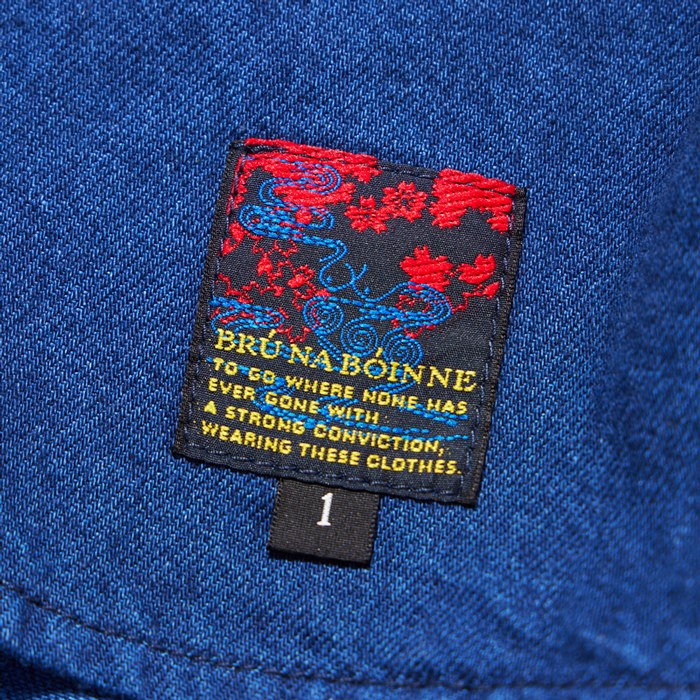 BRÚ NA BÓINNE
TO GO WHERE NONE HAS
EVER GONE WITH
A STRONG CONVICTION,
WEARING THESE CLOTHES.
1